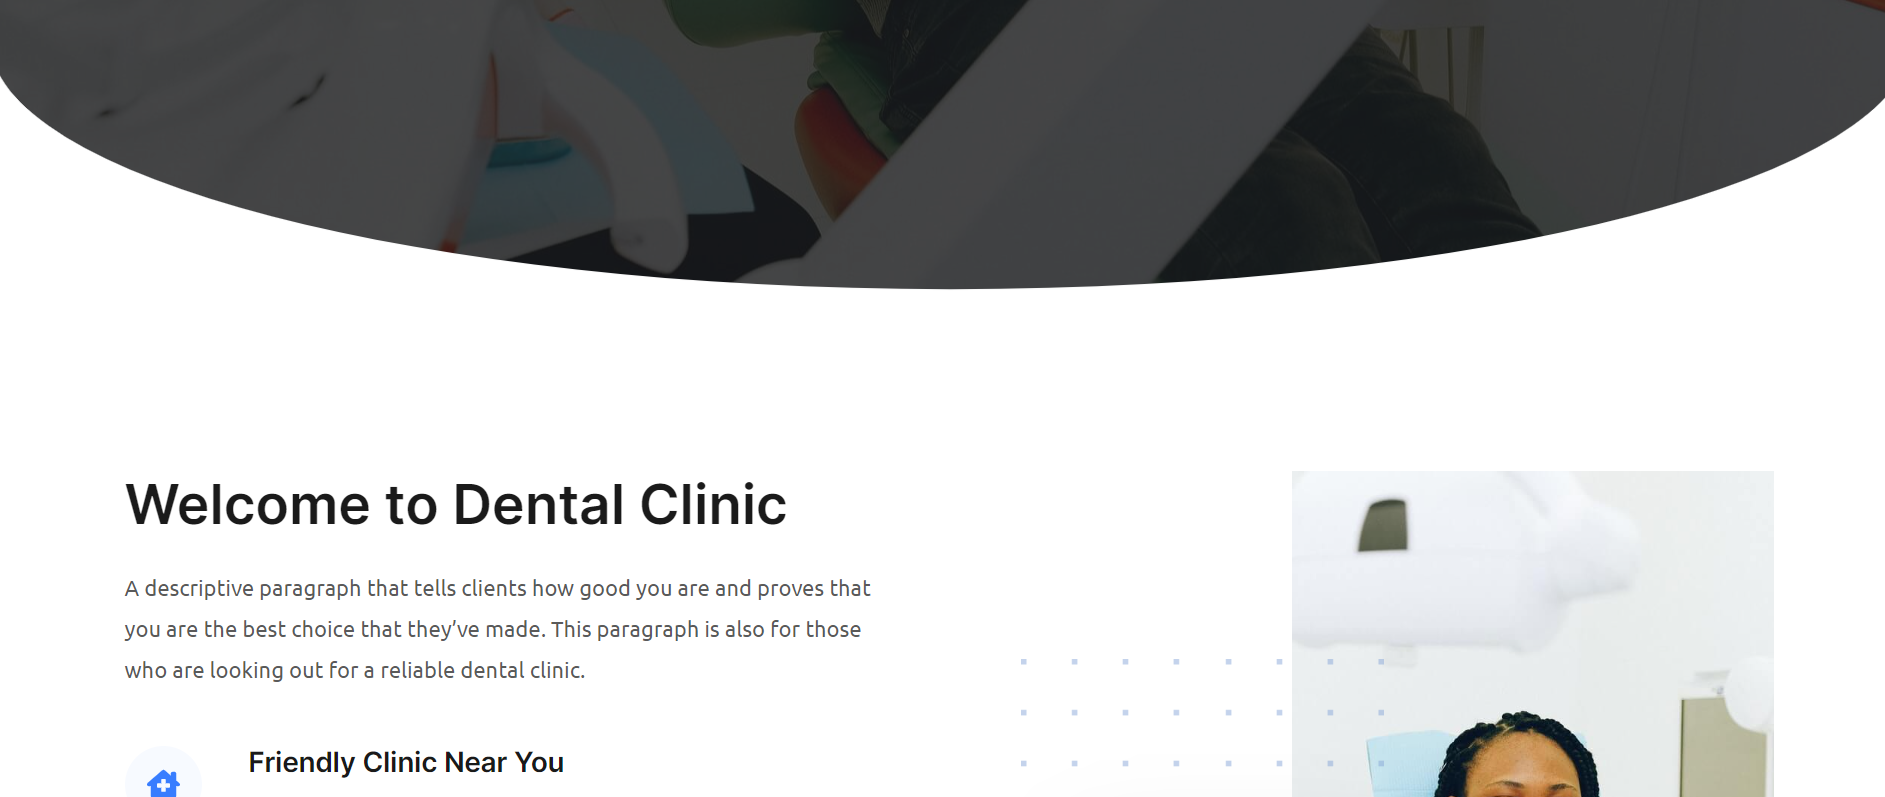 Welcome to Dental Clinic
A descriptive paragraph that tells clients how good you are and proves that
you are the best choice that they’ve made. This paragraph is also for those
who are looking out for a reliable dental clinic.
Friendly Clinic Near You